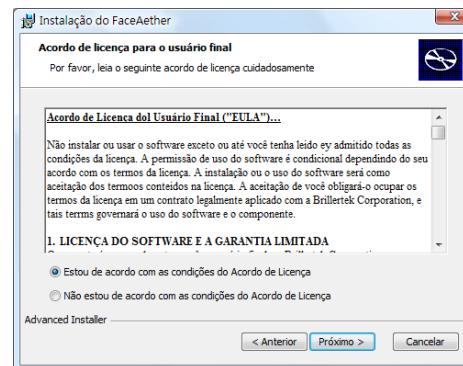 Instalação do FaceAether
Acordo de licença para o usuário final
Por favor, leia o seguinte acordo de licença cuidadosamente
Acordo de Licença dol Usuário Final ("EULA")...
Não instalar ou usar o software exceto ou até você tenha leido ey admitido todas as
condições da licença. A permissão de uso do software é condicional dependindo do seu
acordo com os termos da licença. A instalação ou o uso do software será como
aceitação dos termoos conteidos na licença. A aceitação de você obligará-o ocupar os
termos da licença em um contrato legalmente aplicado com a Brillertek Corporation, e
tais terms governará o uso do software e o componente.
1. LICENÇA DO SOFTWARE E A GARANTIA LIMITADA
Estou de acordo com as condições do Acordo de Licença
Não estou de acordo com as condições do Acordo de Licença
Advanced Installer
< Anterior Próximo > Cancelar